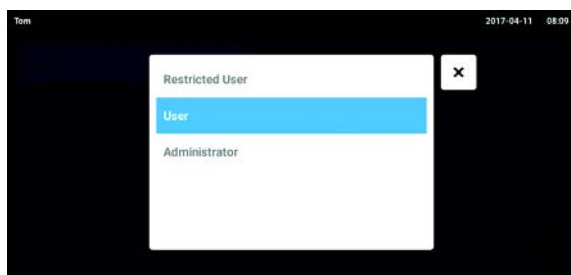 Tom 2017-04-11 08:09
Restricted User
User
Administrator